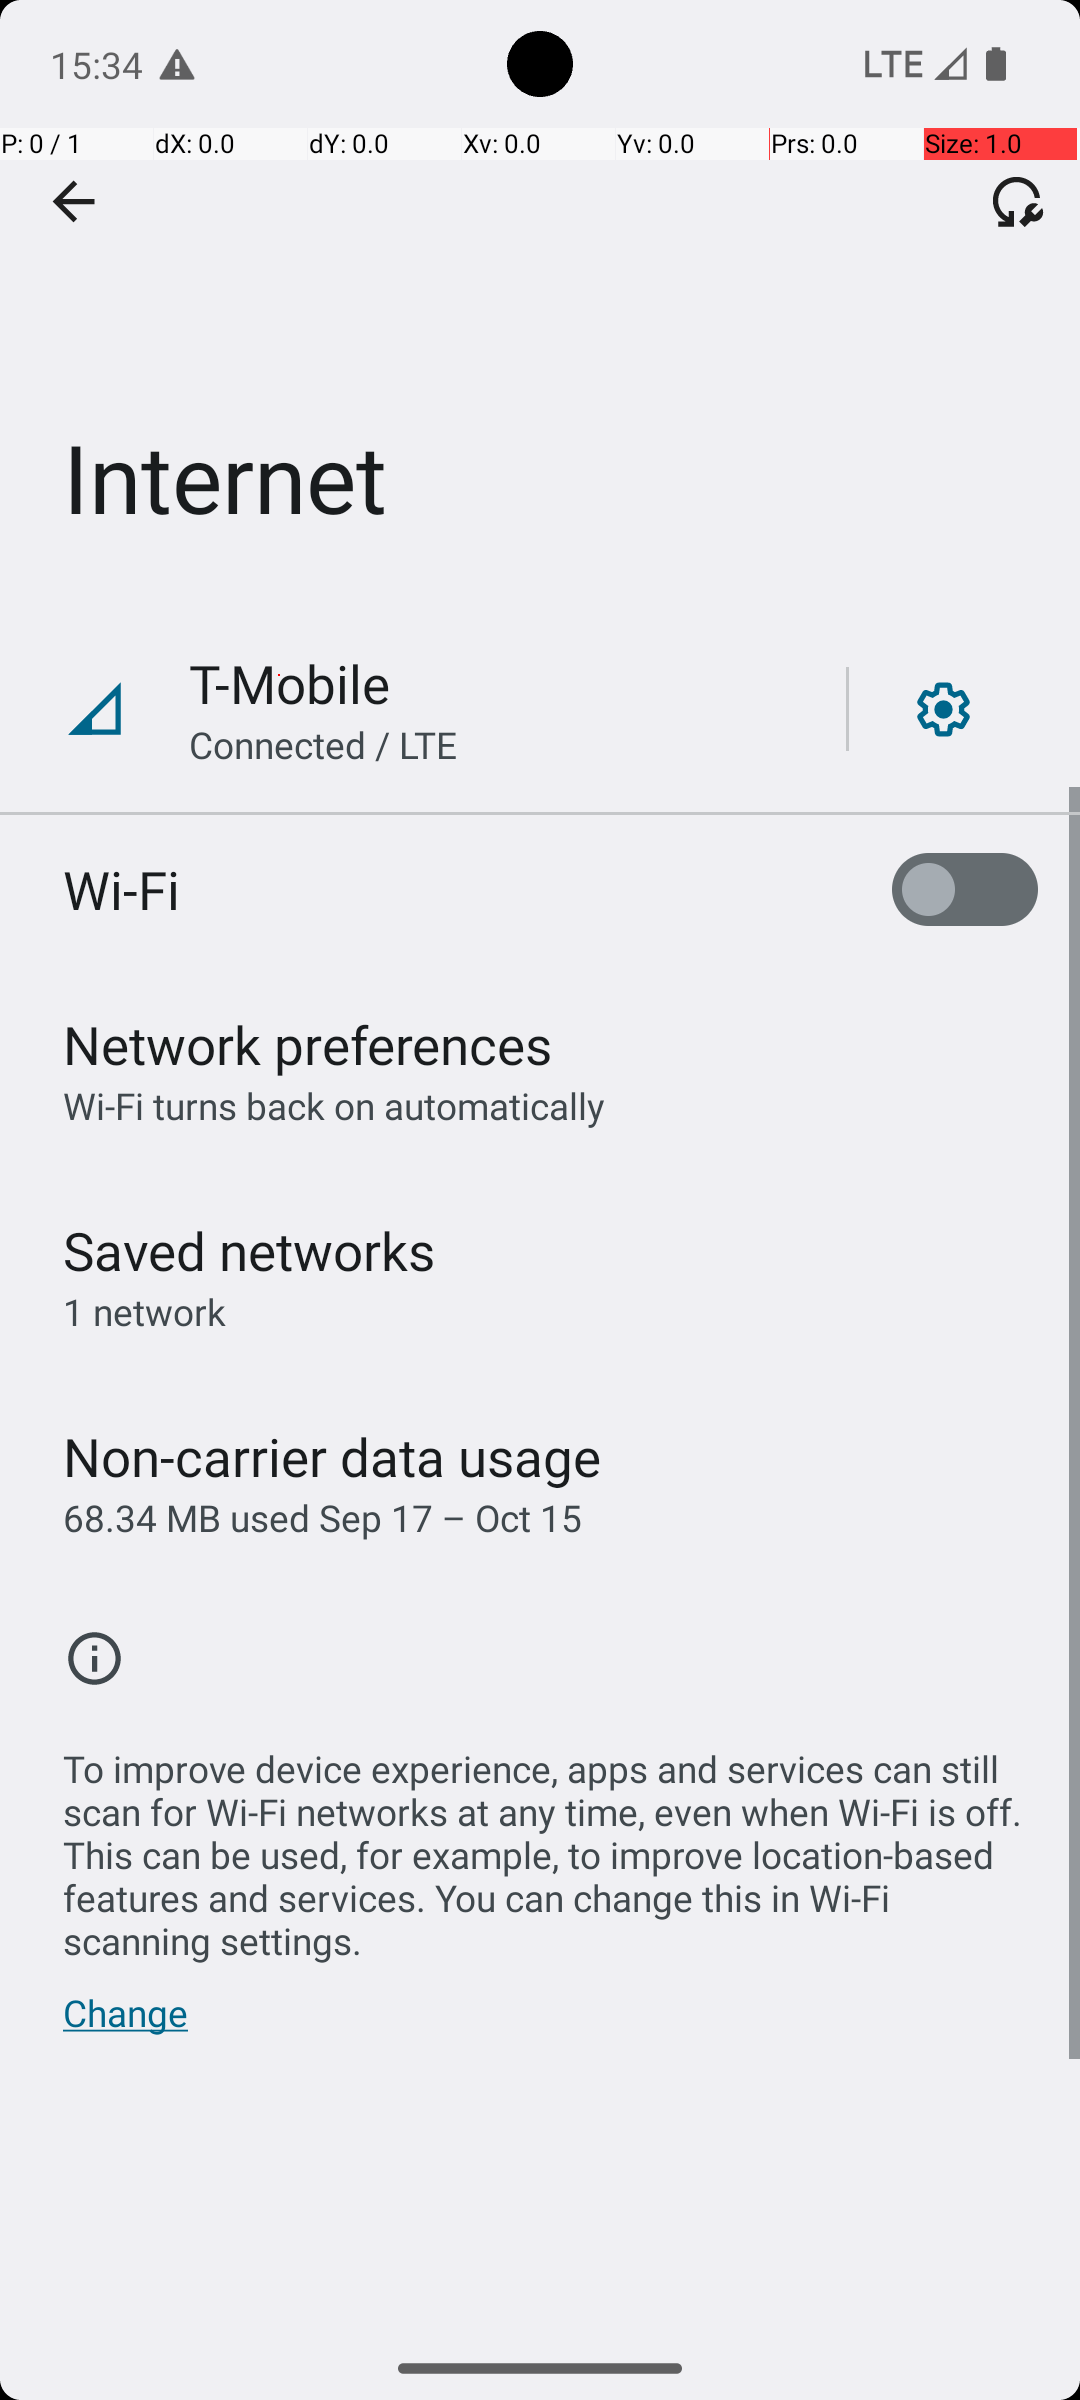 15:34
LTE
P: 0 / 1 dX: 0.0 dY: 0.0 Xv: 0.0 Yv: 0.0 Prs: 0.0 Size: 1.0
Internet
T-Mobile
Connected / LTE
Wi-Fi
Network preferences
Wi-Fi turns back on automatically
Saved networks
1 network
Non-carrier data usage
68.34 MB used Sep 17 – Oct 15
To improve device experience, apps and services can still
scan for Wi-Fi networks at any time, even when Wi-Fi is off.
This can be used, for example, to improve location-based
features and services. You can change this in Wi-Fi
scanning settings.
Change